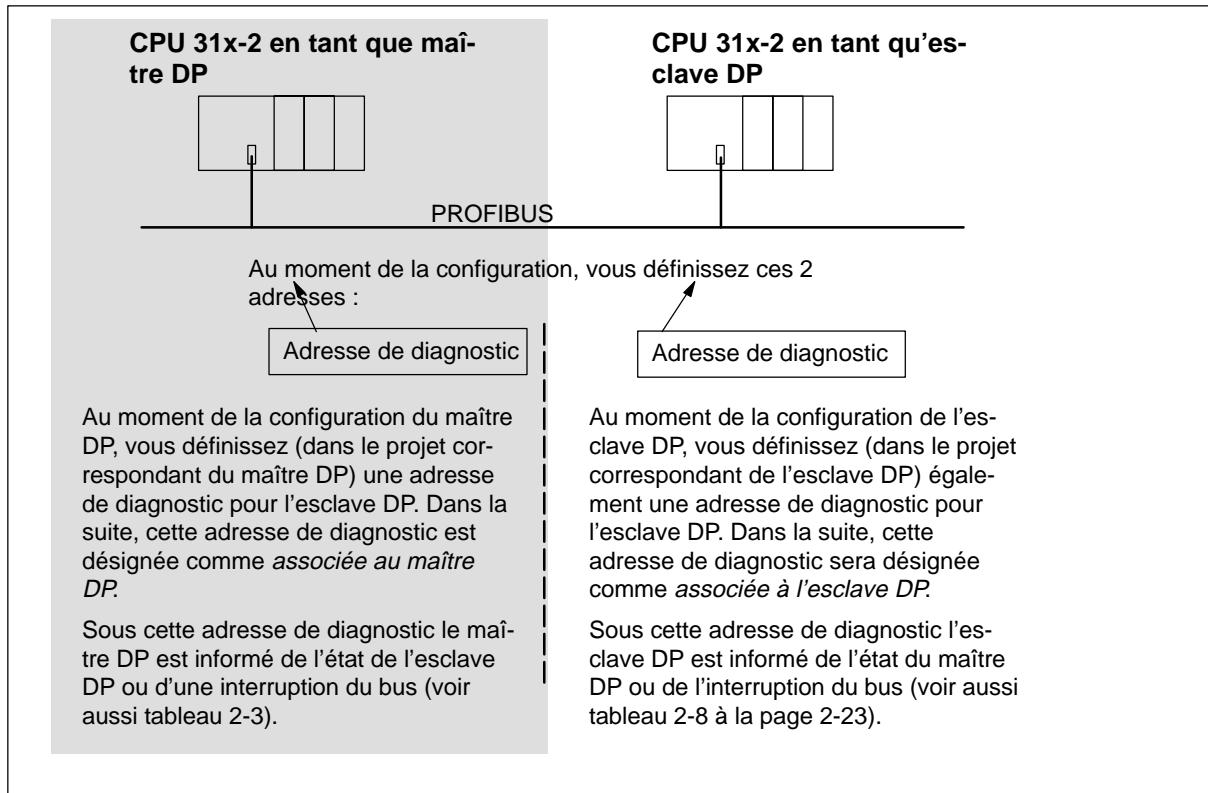 CPU 31x-2 en tant que maî-
tre DP
CPU 31x-2 en tant qu'es-
clave DP
PROFIBUS
Au moment de la configuration, vous définissez ces 2
adresses :
Adresse de diagnostic
Adresse de diagnostic
Au moment de la configuration du maître
DP, vous définissez (dans le projet cor-
respondant du maître DP) une adresse
de diagnostic pour l'esclave DP. Dans la
suite, cette adresse de diagnostic est
désignée comme associée au maître
DP.
Sous cette adresse de diagnostic le maî-
tre DP est informé de l'état de l'esclave
DP ou d'une interruption du bus (voir
aussi tableau 2-3).
Au moment de la configuration de l'es-
clave DP, vous définissez (dans le projet
correspondant de l'esclave DP) égale-
ment une adresse de diagnostic pour
l'esclave DP. Dans la suite, cette
adresse de diagnostic sera désignée
comme associée à l'esclave DP.
Sous cette adresse de diagnostic l'es-
clave DP est informé de l'état du maître
DP ou de l'interruption du bus (voir aussi
tableau 2-8 à la page 2-23).